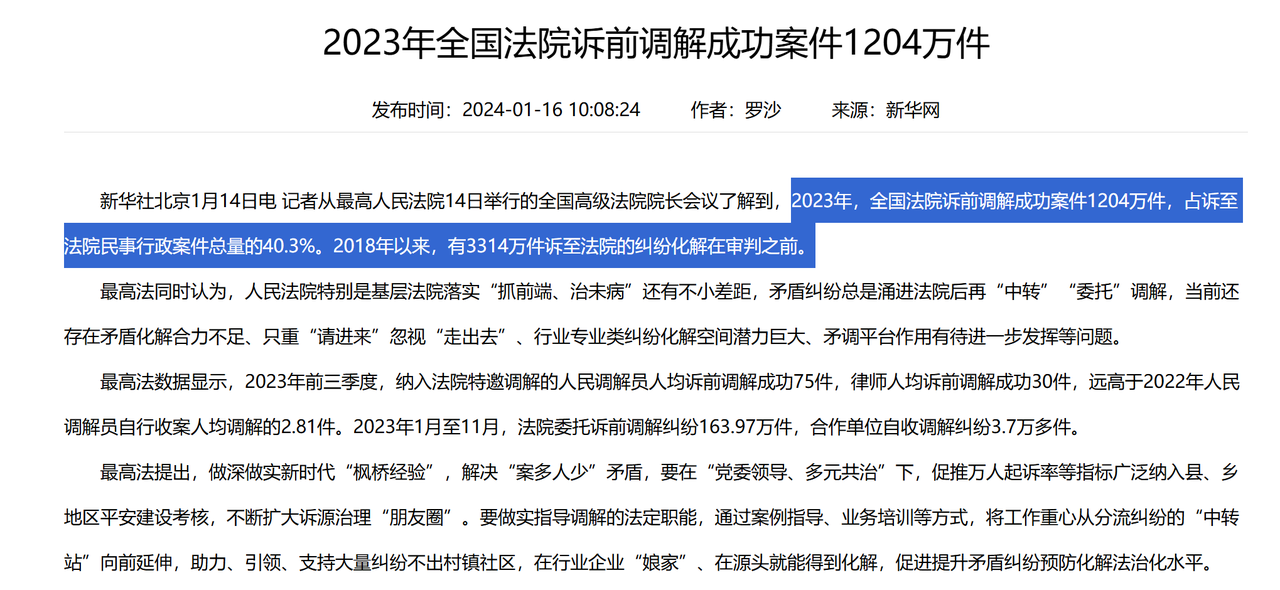 2023年全国法院诉前调解成功案件1204万件
发布时间：2024-01-16 10:08:24 作者：罗沙 来源：新华网
新华社北京1月14日电 记者从最高人民法院14日举行的全国高级法院院长会议了解到，2023年，全国法院诉前调解成功案件1204万件，占诉至
法院民事行政案件总量的40.3%。2018年以来，有3314万件诉至法院的纠纷化解在审判之前。
最高法同时认为，人民法院特别是基层法院落实“抓前端、治未病”还有不小差距，矛盾纠纷总是涌进法院后再“中转”“委托”调解，当前还
存在矛盾化解合力不足、只重“请进来”忽视“走出去”、行业专业类纠纷化解空间潜力巨大、矛调平台作用有待进一步发挥等问题。
最高法数据显示，2023年前三季度，纳入法院特邀调解的人民调解员人均诉前调解成功75件，律师人均诉前调解成功30件，远高于2022年人民
调解员自行收案人均调解的2.81件。2023年1月至11月，法院委托诉前调解纠纷163.97万件，合作单位自收调解纠纷3.7万多件。
最高法提出，做深做实新时代“枫桥经验”，解决“案多人少”矛盾，要在“党委领导、多元共治”下，促推万人起诉率等指标广泛纳入县、乡
地区平安建设考核，不断扩大诉源治理“朋友圈”。要做实指导调解的法定职能，通过案例指导、业务培训等方式，将工作重心从分流纠纷的“中转
站”向前延伸，助力、引领、支持大量纠纷不出村镇社区，在行业企业“娘家”、在源头就能得到化解，促进提升矛盾纠纷预防化解法治化水平。